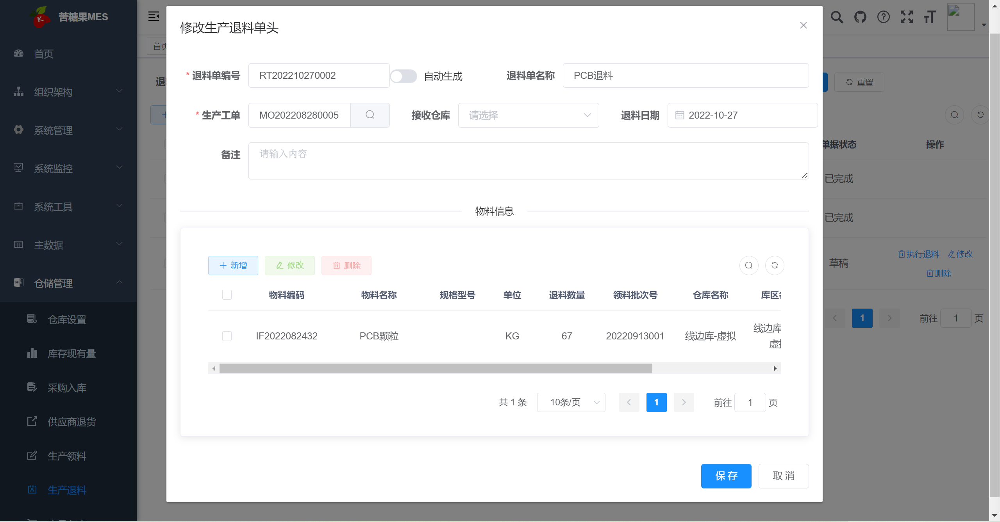 苦糖果MES
首页
组织架构
系统管理
系统监控
系统工具
主数据
仓储管理
仓库设置
库存现有量
采购入库
供应商退货
生产领料
生产退料
首页
重置
单据状态 操作
已完成
已完成
草稿 执行退料 修改
删除
1 前往 1 页
修改生产退料单头
* 退料单编号 RT202210270002 自动生成 退料单名称 PCB退料
* 生产工单 MO202208280005 接收仓库 请选择 退料日期 2022-10-27
备注 请输入内容
物料信息
新增 修改 删除
物料编码 物料名称 规格型号 单位 退料数量 领料批次号 仓库名称 库区
IF2022082432 PCB颗粒 KG 67 20220913001 线边库-虚拟 线边库
虚
共 1 条 10条/页 1 前往 1 页
保 存 取 消